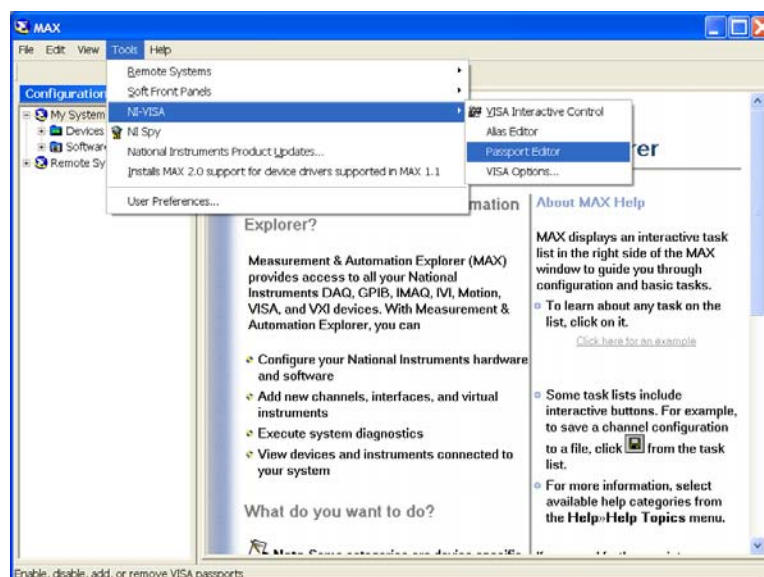 MAX
File Edit View Tools Help
Remote Systems
Soft Front Panels
NI-VISA
NI Spy
National Instruments Product Updates...
Installs MAX 2.0 support for device drivers supported in MAX 1.1
User Preferences...
VISA Interactive Control
Alias Editor
Passport Editor
VISA Options...
Configuration
My System
Devices
Softwar
Remote Sy
rer
mation
Explorer?
Measurement & Automation Explorer (MAX)
provides access to all your National
Instruments DAQ, GPIB, IMAQ, IVI, Motion,
VISA, and VXI devices. With Measurement &
Automation Explorer, you can
Configure your National Instruments hardware
and software
Add new channels, interfaces, and virtual
instruments
Execute system diagnostics
View devices and instruments connected to
your system
What do you want to do?
About MAX Help
MAX displays an interactive task
list in the right side of the MAX
window to guide you through
configuration and basic tasks.
To learn about any task on the
list, click on it.
Click here for an example
Some task lists include
interactive buttons. For example,
to save a channel configuration
to a file, click from the task
list.
For more information, select
available help categories from
the Help»Help Topics menu.
Enable, disable, add, or remove VISA passports